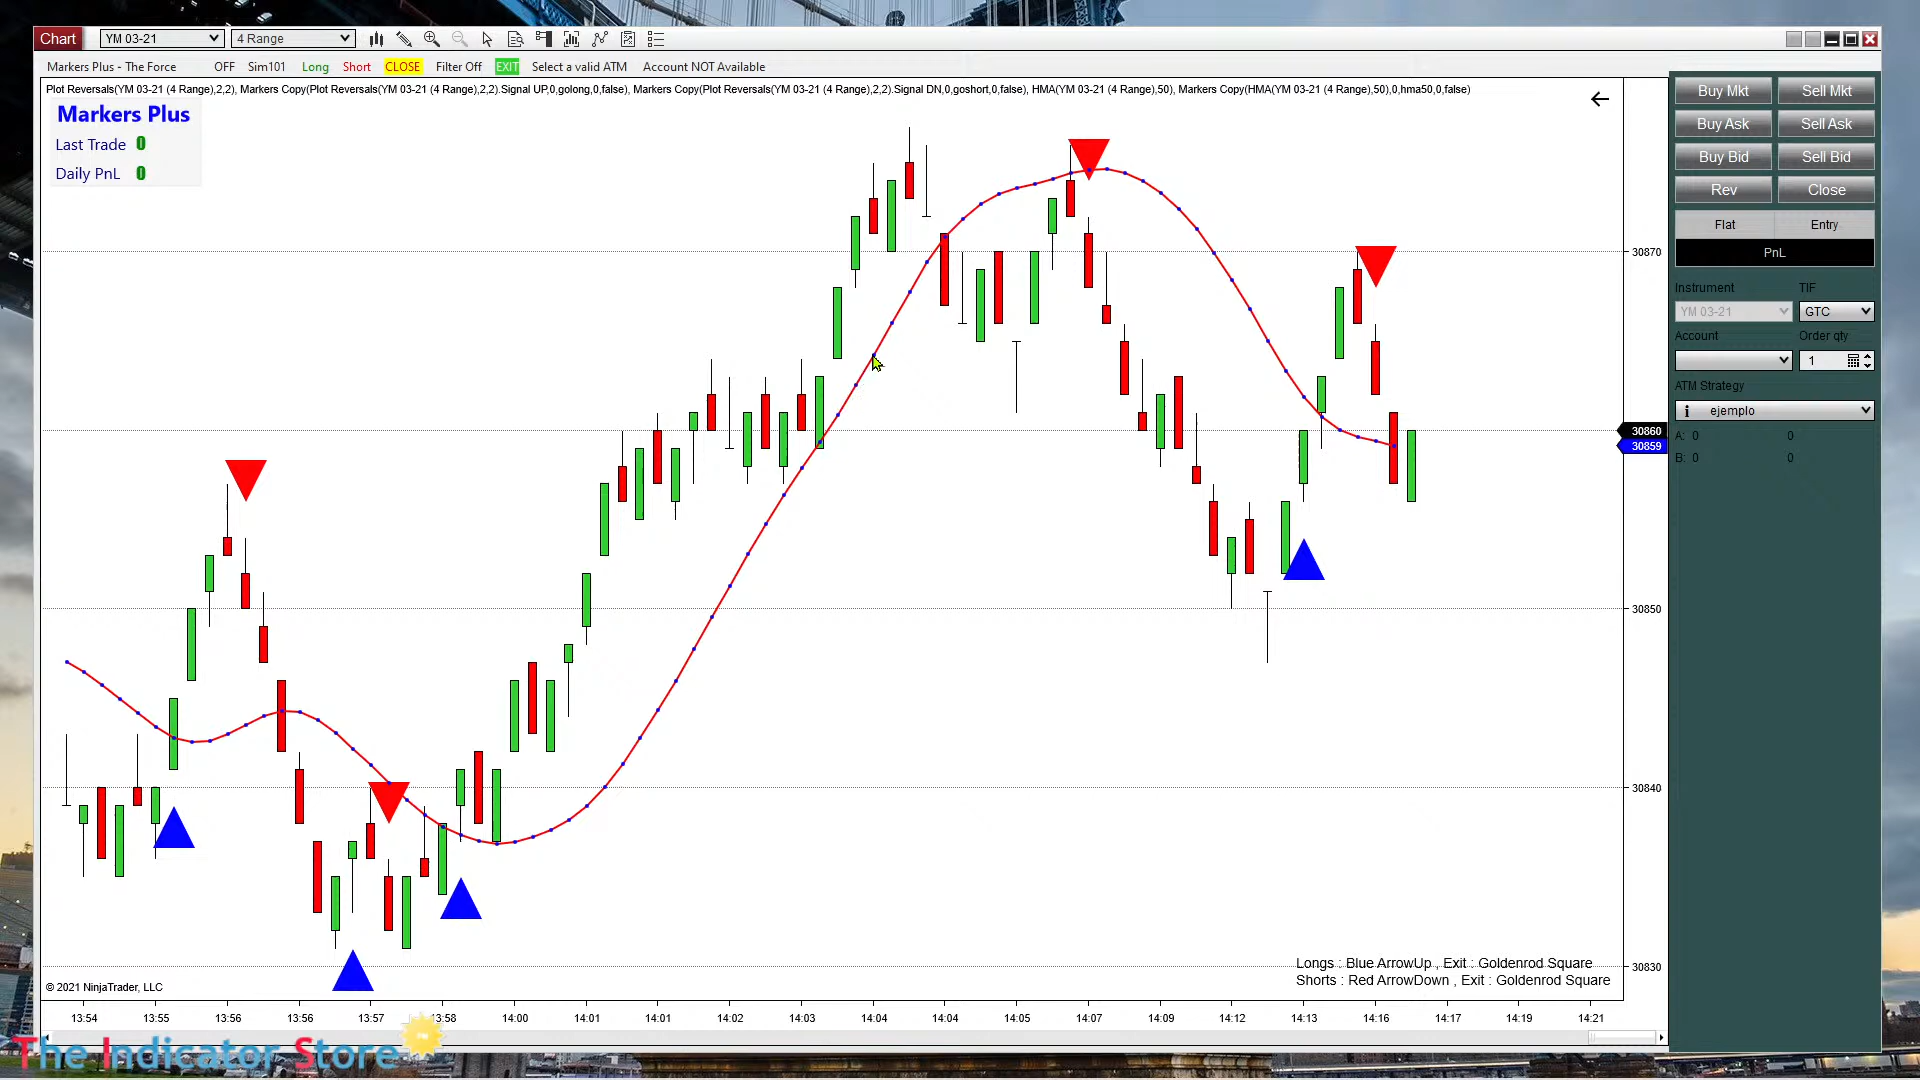 Chart YM 03-21 4 Range
Markers Plus - The Force OFF Sim101 Long Short CLOSE Filter Off EXIT Select a valid ATM Account NOT Available
Plot Reversals(YM 03-21 (4 Range),2,2), Markers Copy(Plot Reversals(YM 03-21 (4 Range),2,2).Signal UP,0,golong,0,false), Markers Copy(Plot Reversals(YM 03-21 (4 Range),2,2).Signal DN,0,goshort,0,false), HMA(YM 03-21 (4 Range),50), Markers Copy(HMA(YM 03-21 (4 Range),50),0,hma50,0,false)
Markers Plus
Last Trade 0
Daily PnL 0
30870
30860
30859
30850
30840
30830
Longs : Blue ArrowUp , Exit : Goldenrod Square
Shorts : Red ArrowDown , Exit : Goldenrod Square
© 2021 NinjaTrader, LLC
13:54 13:55 13:56 13:56 13:57 13:58 14:00 14:01 14:01 14:02 14:03 14:04 14:04 14:05 14:07 14:09 14:12 14:13 14:16 14:17 14:19 14:21
Buy Mkt Sell Mkt
Buy Ask Sell Ask
Buy Bid Sell Bid
Rev Close
Flat Entry
PnL
Instrument TIF
YM 03-21 GTC
Account Order qty
1
ATM Strategy
ejemplo
A: 0 0
B: 0 0
The Indicator Store